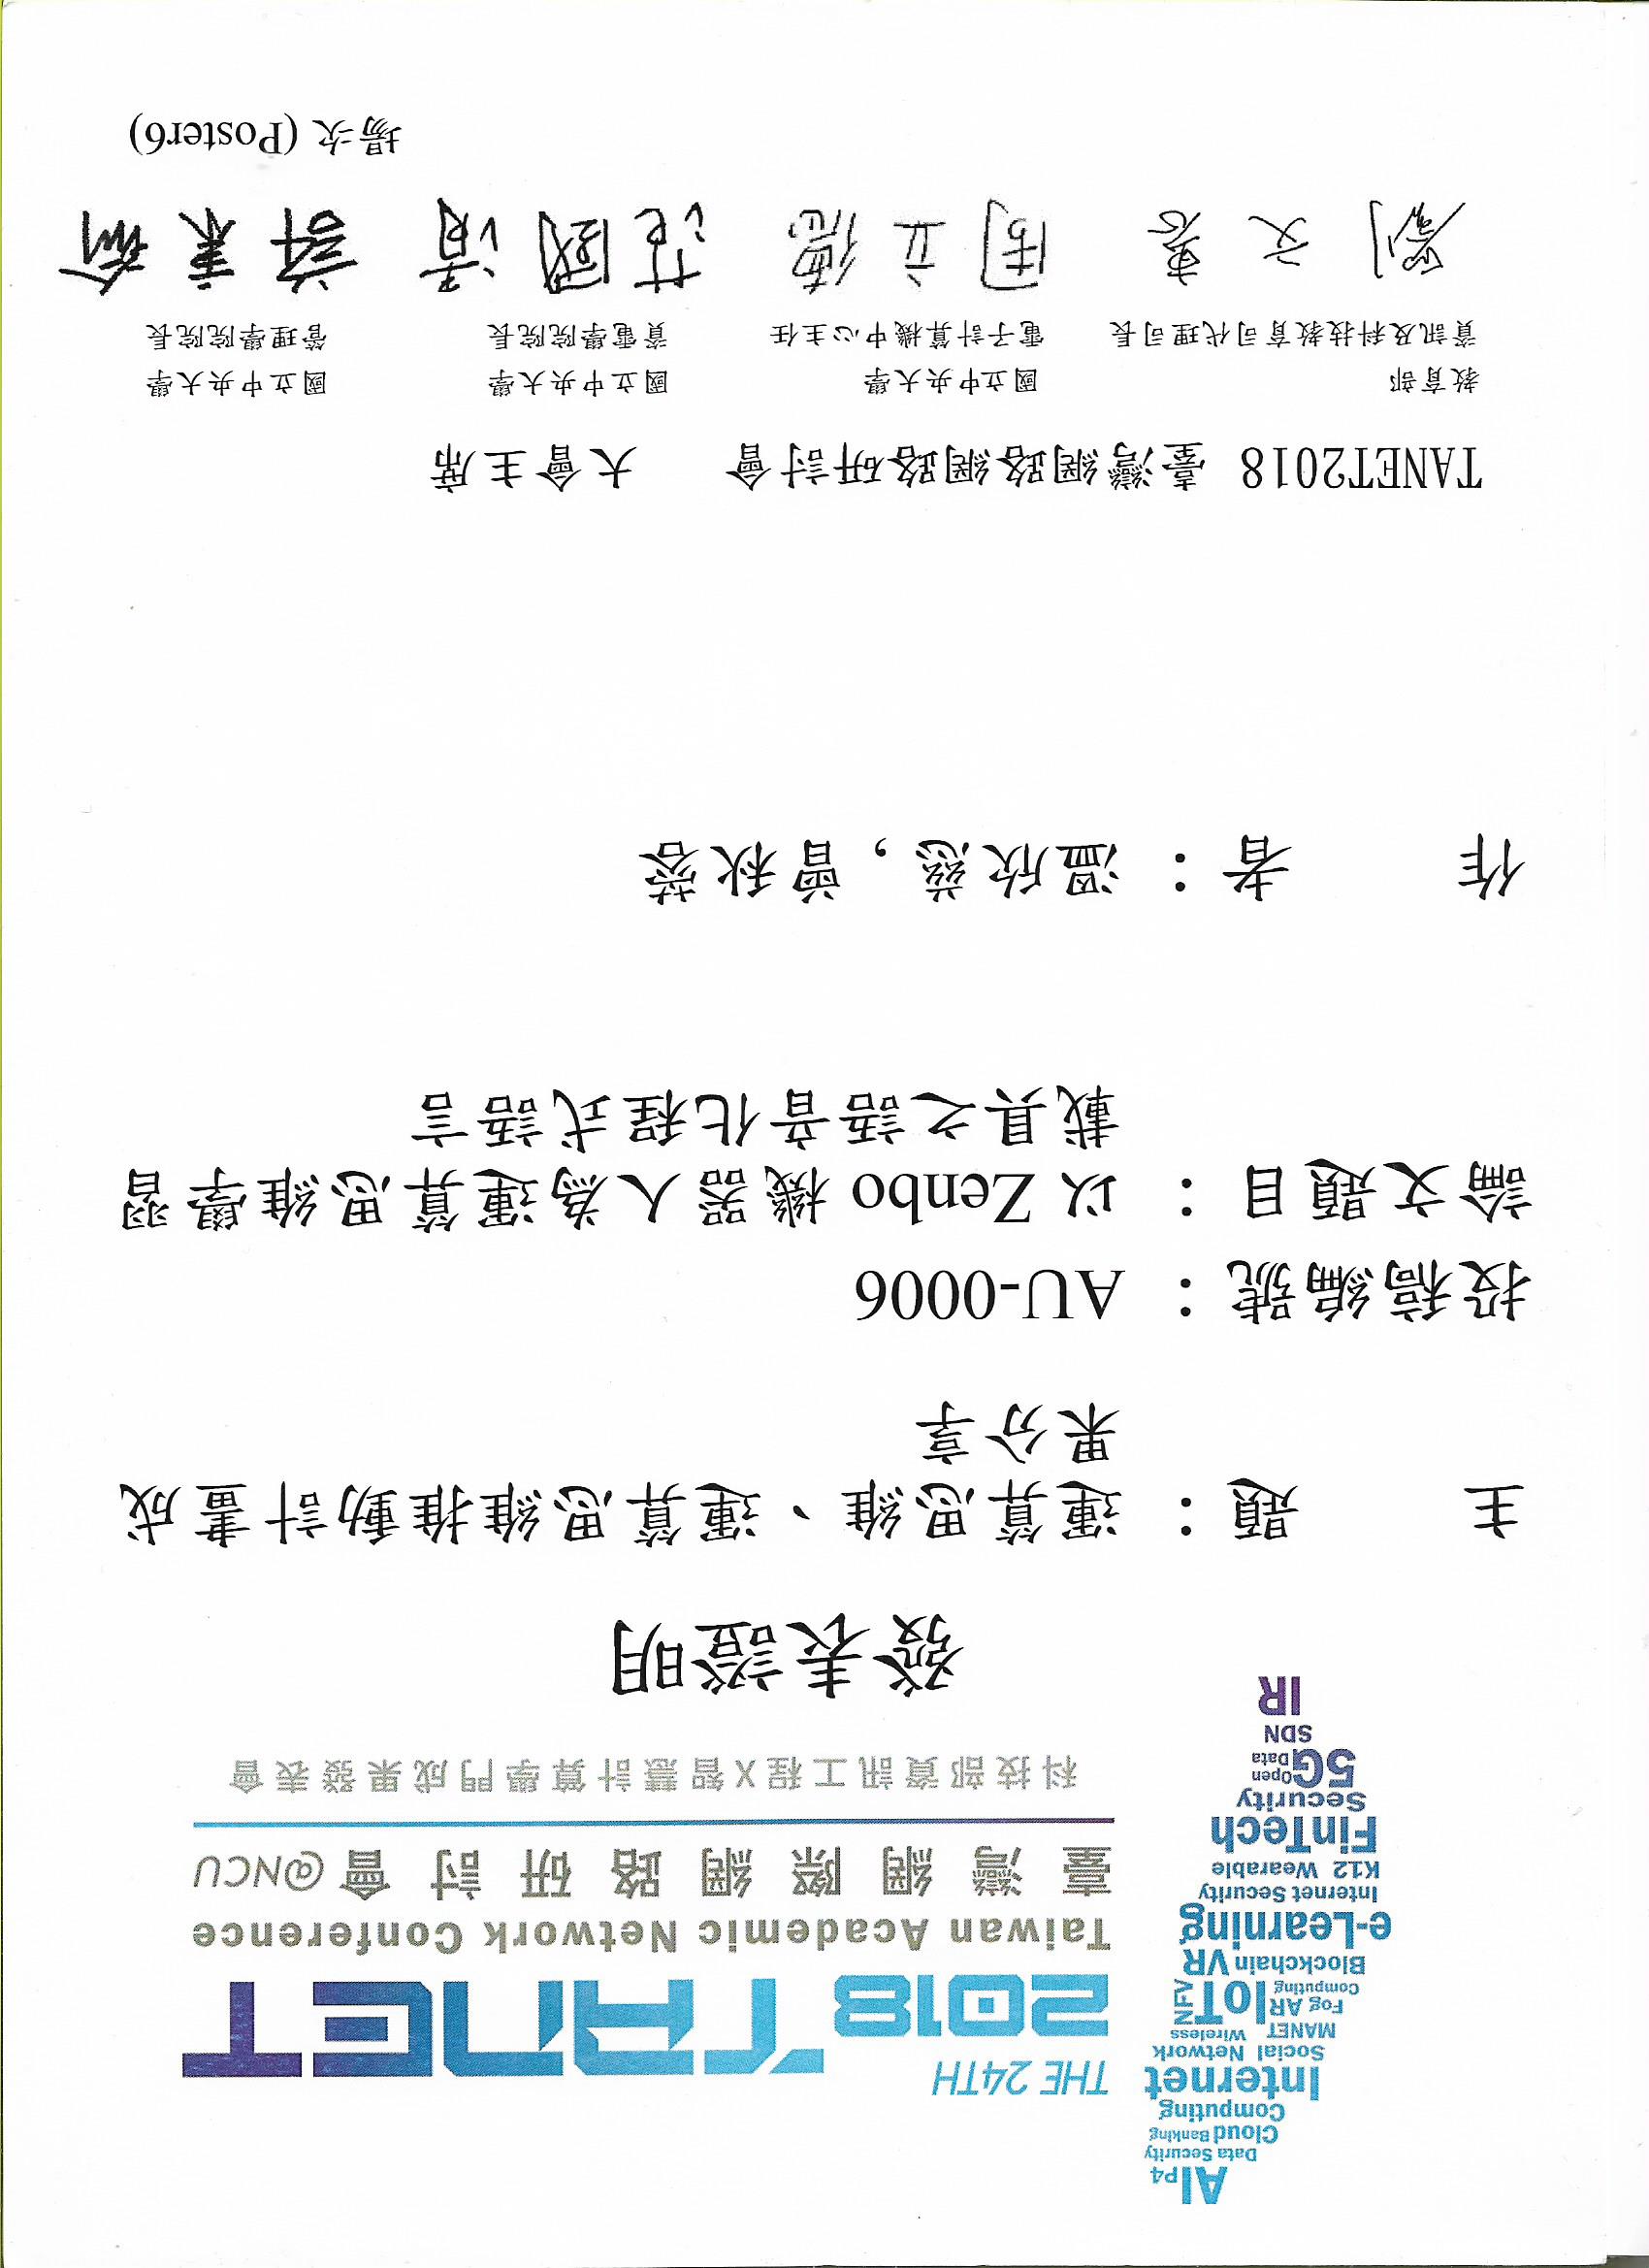 AI P4
Data Security
Cloud Banking
Computing
Internet
Social Network
MANET Wireless
Fog AR IoT NFV
Computing
Blockchain VR
e-Learning
Internet Security
K12 Wearable
FinTech
Security
5G Open Data
SDN
IR
THE 24TH
2018 TANET
Taiwan Academic Network Conference
臺灣網際網路研討會@NCU
科技部資訊工程X智慧計算學門成果發表會
發表證明
主 題：運算思維、運算思維推動計畫成
果分享
投稿編號：AU-0006
論文題目：以 Zenbo 機器人為運算思維學習
載具之語音化程式語言
作 者：溫欣慈,曾秋蓉
TANET2018 臺灣網路網路研討會 大會主席
教育部 國立中央大學 國立中央大學 國立中央大學
資訊及科技教育司代理司長 電子計算機中心主任 資電學院院長 管理學院院長
劉文惠 周立德 范國清 許秉瑜
場次 (Poster6)